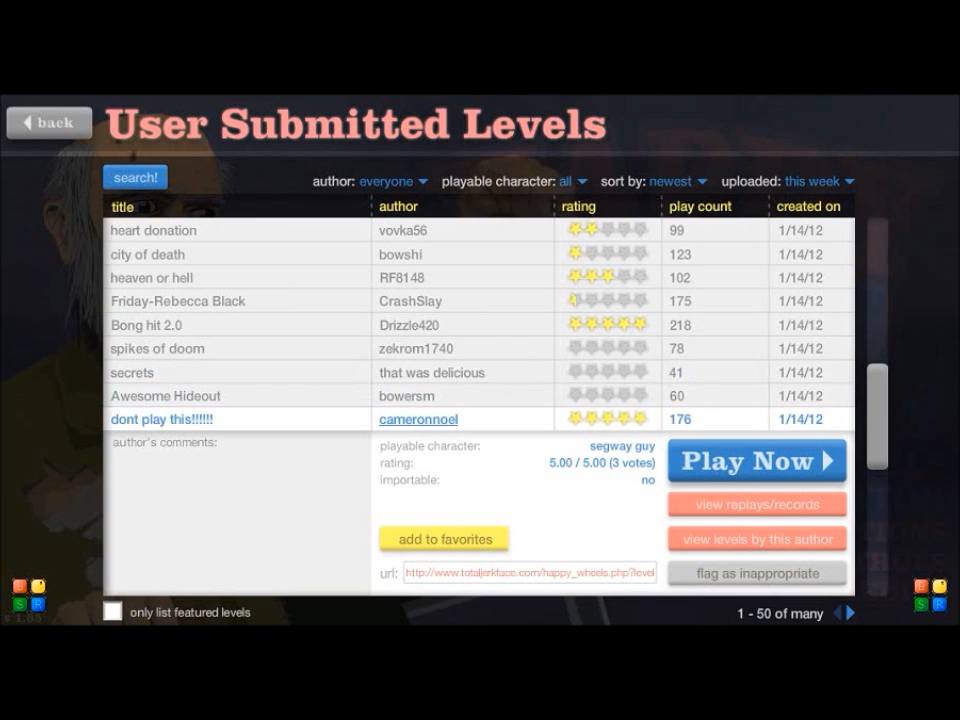 back
User Submitted Levels
search!
author: everyone playable character: all sort by: newest uploaded: this week
title author rating play count created on
heart donation vovka56 99 1/14/12
city of death bowshi 123 1/14/12
heaven or hell RF8148 102 1/14/12
Friday-Rebecca Black CrashSlay 175 1/14/12
Bong hit 2.0 Drizzle420 218 1/14/12
spikes of doom zekrom1740 78 1/14/12
secrets that was delicious 41 1/14/12
Awesome Hideout bowersm 60 1/14/12
dont play this!!!!!! cameronnoel 176 1/14/12
author's comments:
playable character: segway guy
rating: 5.00 / 5.00 (3 votes)
importable: no
Play Now
view replays/records
add to favorites
view levels by this author
url: http://www.totaljerkface.com/happy_wheels.php?level
flag as inappropriate
only list featured levels
1 - 50 of many